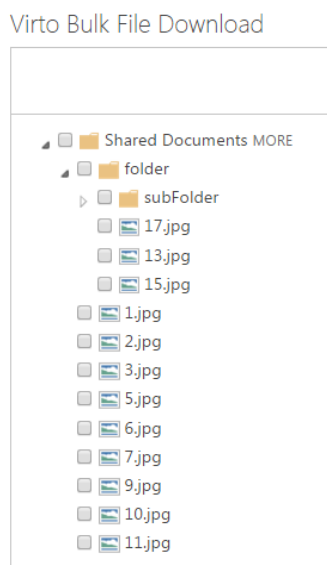 Virto Bulk File Download
Shared Documents MORE
folder
subFolder
17.jpg
13.jpg
15.jpg
1.jpg
2.jpg
3.jpg
5.jpg
6.jpg
7.jpg
9.jpg
10.jpg
11.jpg